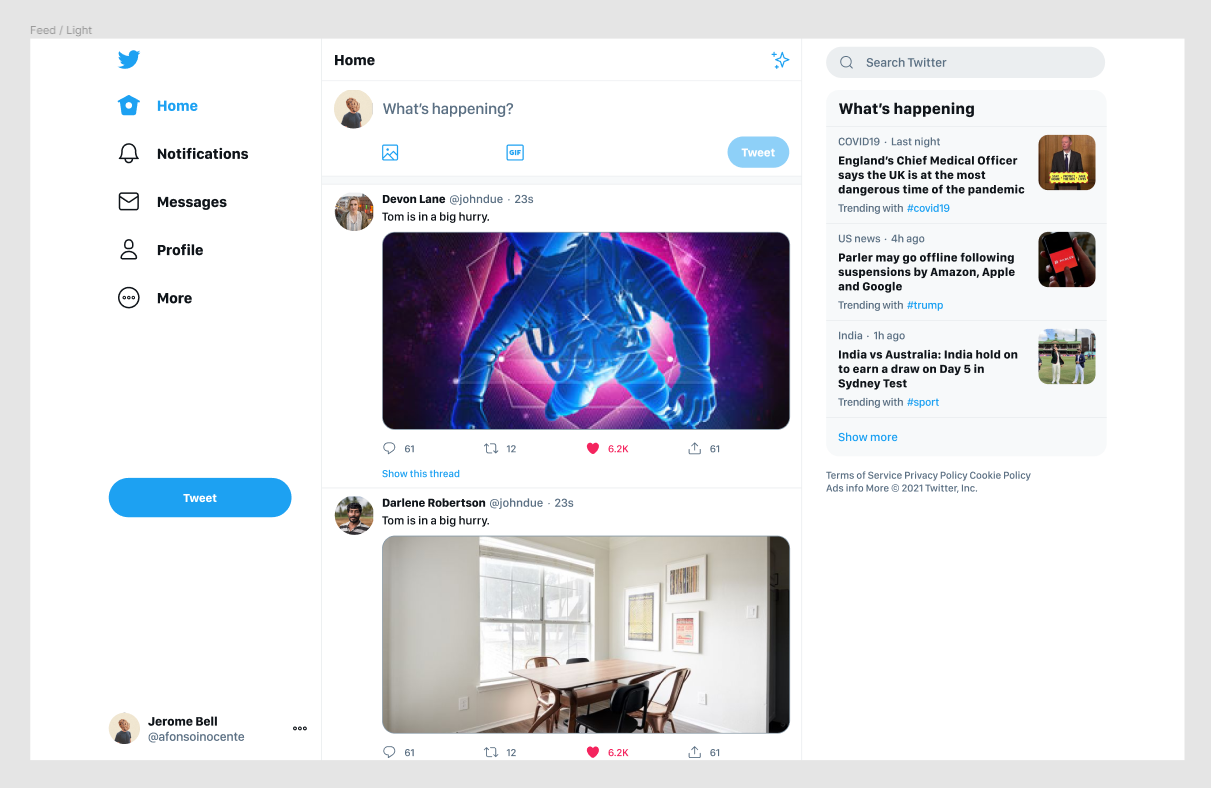 Feed / Light
Home
Notifications
Messages
Profile
More
Tweet
Jerome Bell
@afonsoinocente
Home
What's happening?
GIF
Tweet
Devon Lane @johndue · 23s
Tom is in a big hurry.
61 12 6.2K 61
Show this thread
Darlene Robertson @johndue · 23s
Tom is in a big hurry.
61 12 6.2K 61
Search Twitter
What's happening
COVID19 · Last night
England's Chief Medical Officer
says the UK is at the most
dangerous time of the pandemic
Trending with #covid19
US news · 4h ago
Parler may go offline following
suspensions by Amazon, Apple
and Google
Trending with #trump
India · 1h ago
India vs Australia: India hold on
to earn a draw on Day 5 in
Sydney Test
Trending with #sport
Show more
Terms of Service Privacy Policy Cookie Policy
Ads info More © 2021 Twitter, Inc.